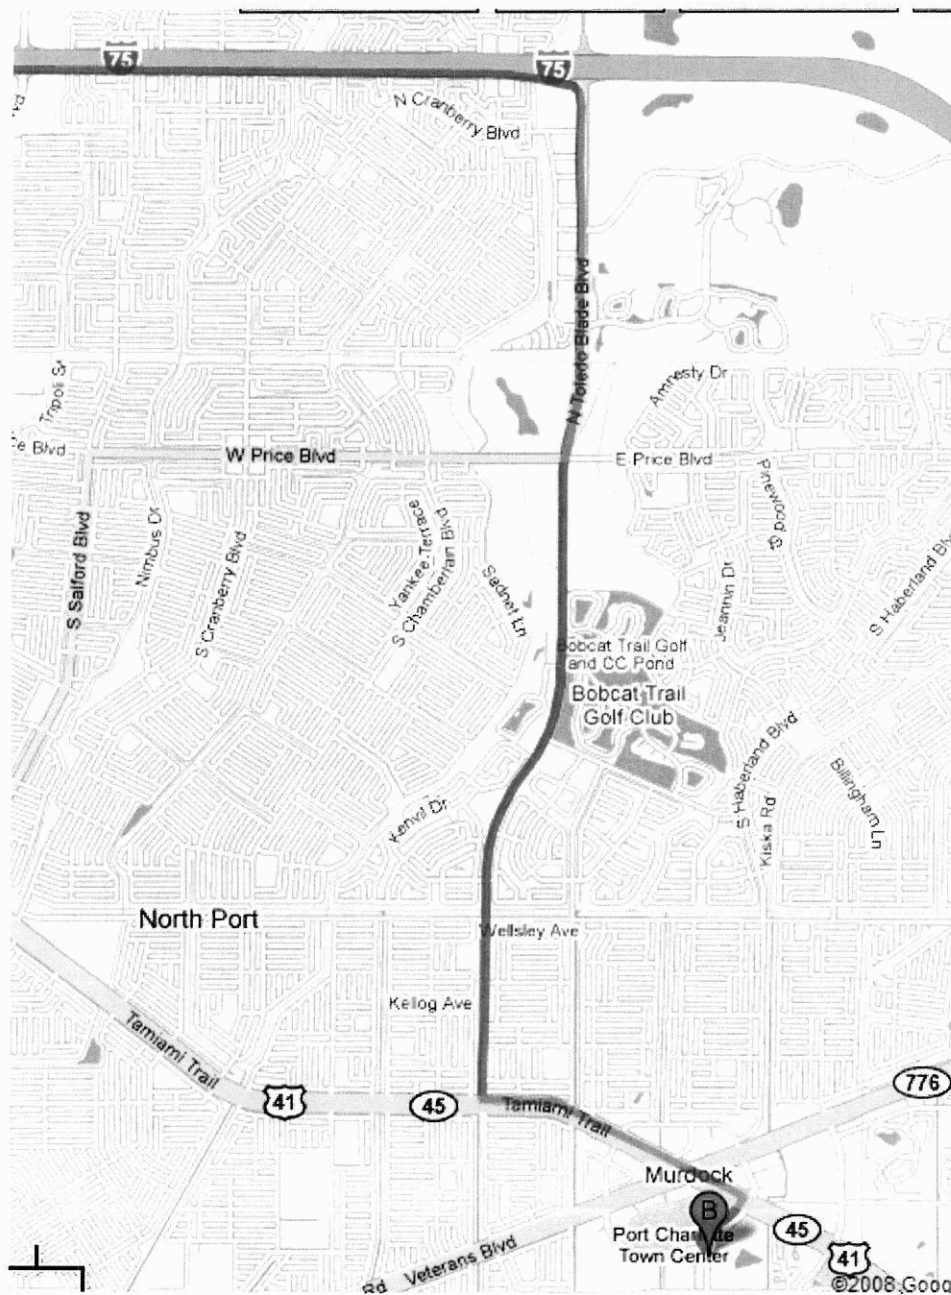 75
75
N Cranberry Blvd
N Toledo Blade Blvd
Amnesty Dr
Tripoli St
W Price Blvd
E Price Blvd
Pinewood St
S Salford Blvd
Nimbus Dr
S Cranberry Blvd
Yankee Terrace
S Chamberlain Blvd
Sadnet Ln
Jeannin Dr
S Haberland Blvd
Bobcat Trail Golf
and CC Pond
Bobcat Trail
Golf Club
S Haberland Blvd
Kiska Rd
Billingham Ln
Kenvil Dr
North Port
Wellsley Ave
Kellog Ave
Tamiami Trail
41
45
Tamiami Trail
776
Murdock
B
Port Charlotte
Town Center
45
41
Rd
Veterans Blvd
©2008 Goog